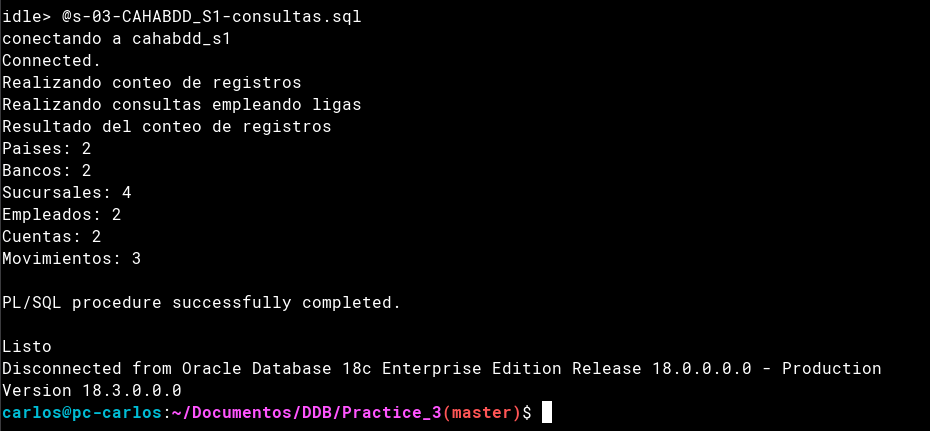 idle> @s-03-CAHABDD_S1-consultas.sql
conectando a cahabdd_s1
Connected.
Realizando conteo de registros
Realizando consultas empleando ligas
Resultado del conteo de registros
Paises: 2
Bancos: 2
Sucursales: 4
Empleados: 2
Cuentas: 2
Movimientos: 3
PL/SQL procedure successfully completed.
Listo
Disconnected from Oracle Database 18c Enterprise Edition Release 18.0.0.0.0 - Production
Version 18.3.0.0.0
carlos@pc-carlos:~/Documentos/DDB/Practice_3(master)$